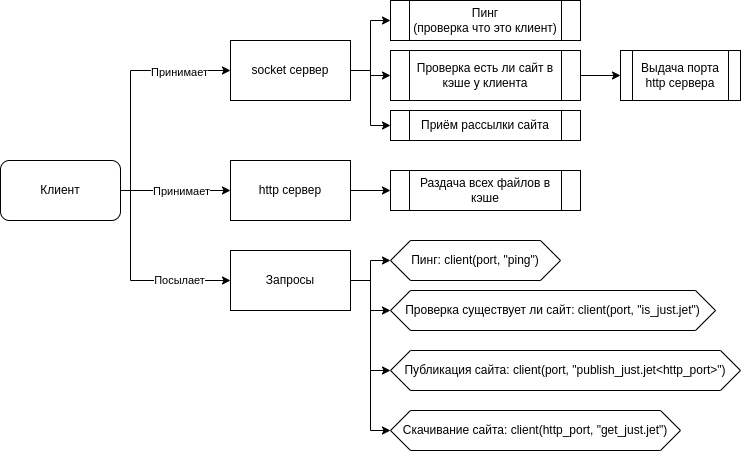 Пинг
(проверка что это клиент)
Принимает
socket сервер
Проверка есть ли сайт в
кэше у клиента
Выдача порта
http сервера
Приём рассылки сайта
Клиент
Принимает
http сервер
Раздача всех файлов в
кэше
Посылает
Запросы
Пинг: client(port, "ping")
Проверка существует ли сайт: client(port, "is_just.jet")
Публикация сайта: client(port, "publish_just.jet<http_port>")
Скачивание сайта: client(http_port, "get_just.jet")